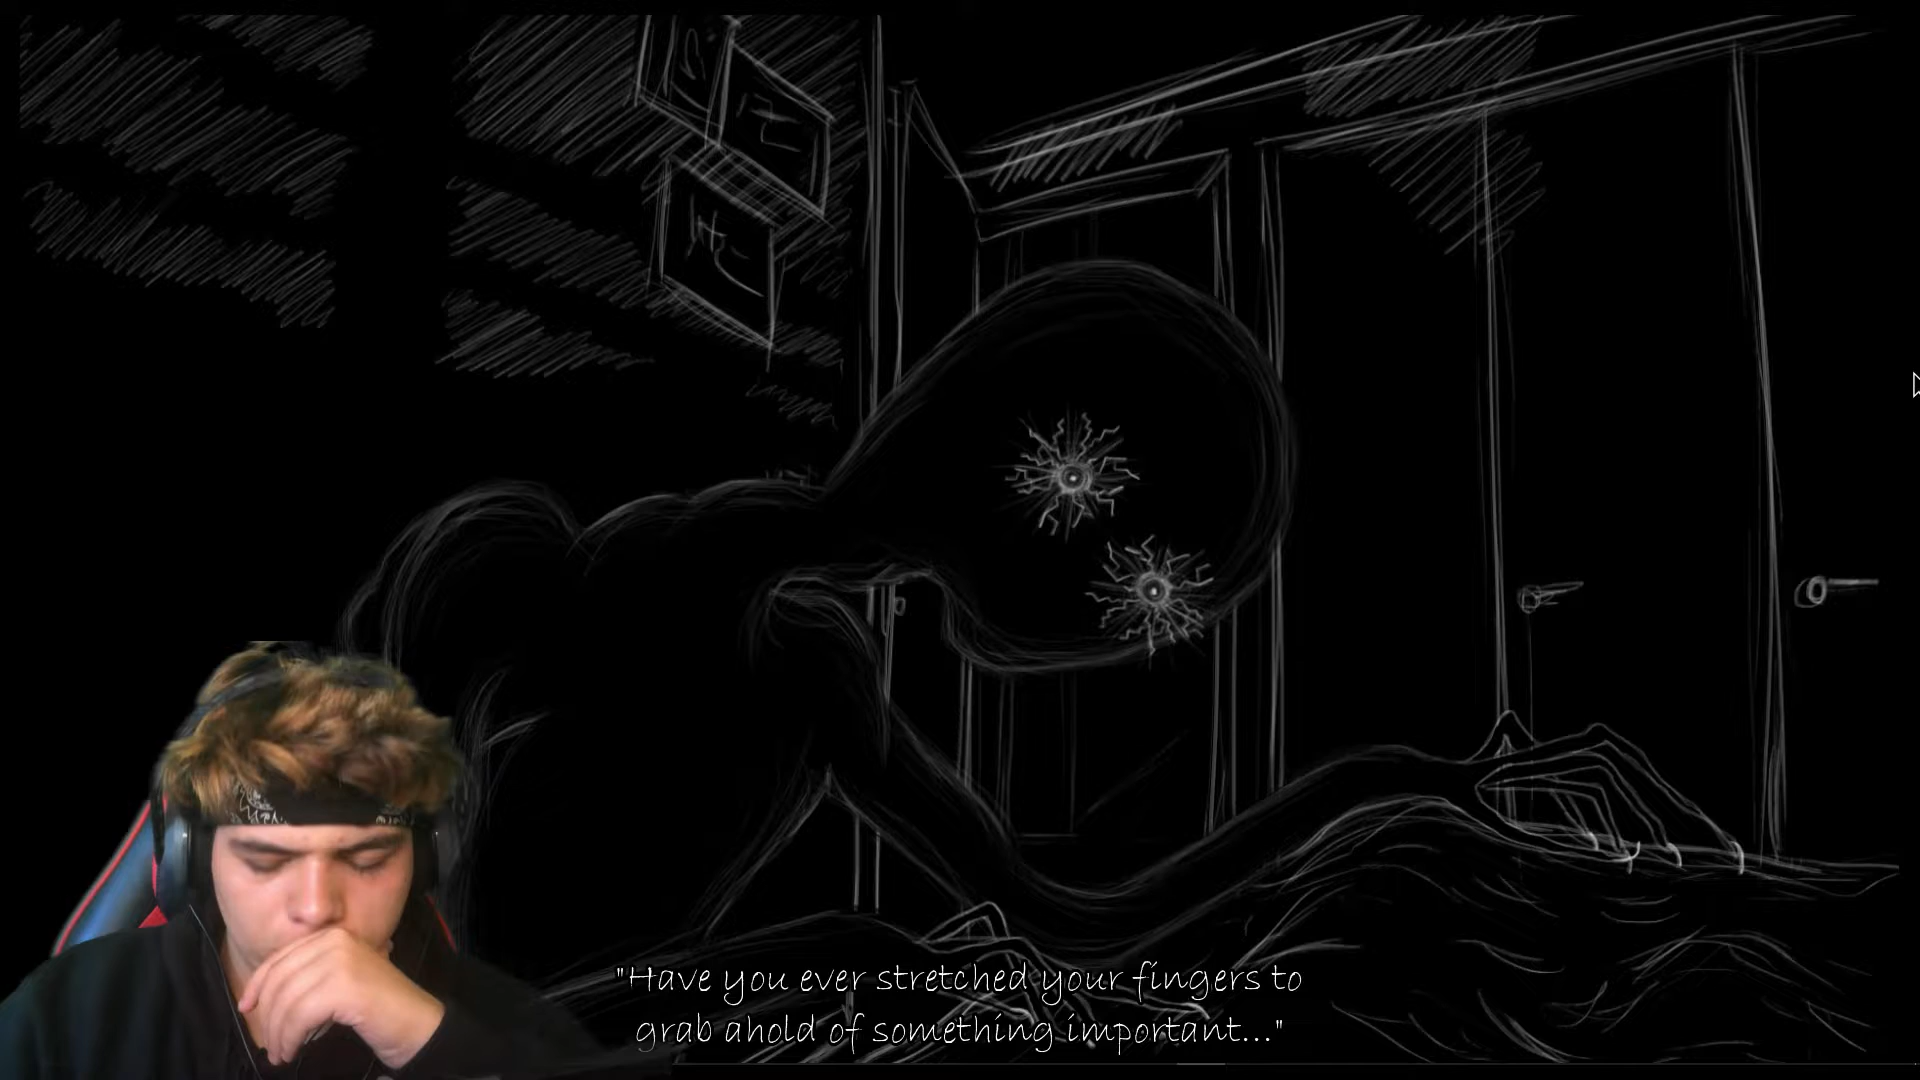 "Have you ever stretched your fingers to
grab ahold of something important..."